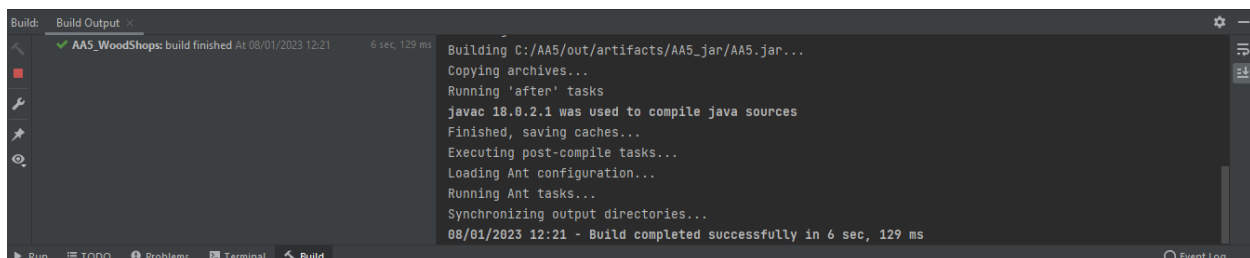 Build: Build Output ×
AA5_WoodShops: build finished At 08/01/2023 12:21 6 sec, 129 ms
Building C:/AA5/out/artifacts/AA5_jar/AA5.jar...
Copying archives...
Running 'after' tasks
javac 18.0.2.1 was used to compile java sources
Finished, saving caches...
Executing post-compile tasks...
Loading Ant configuration...
Running Ant tasks...
Synchronizing output directories...
08/01/2023 12:21 - Build completed successfully in 6 sec, 129 ms
Run TODO Problems Terminal Build Event Log